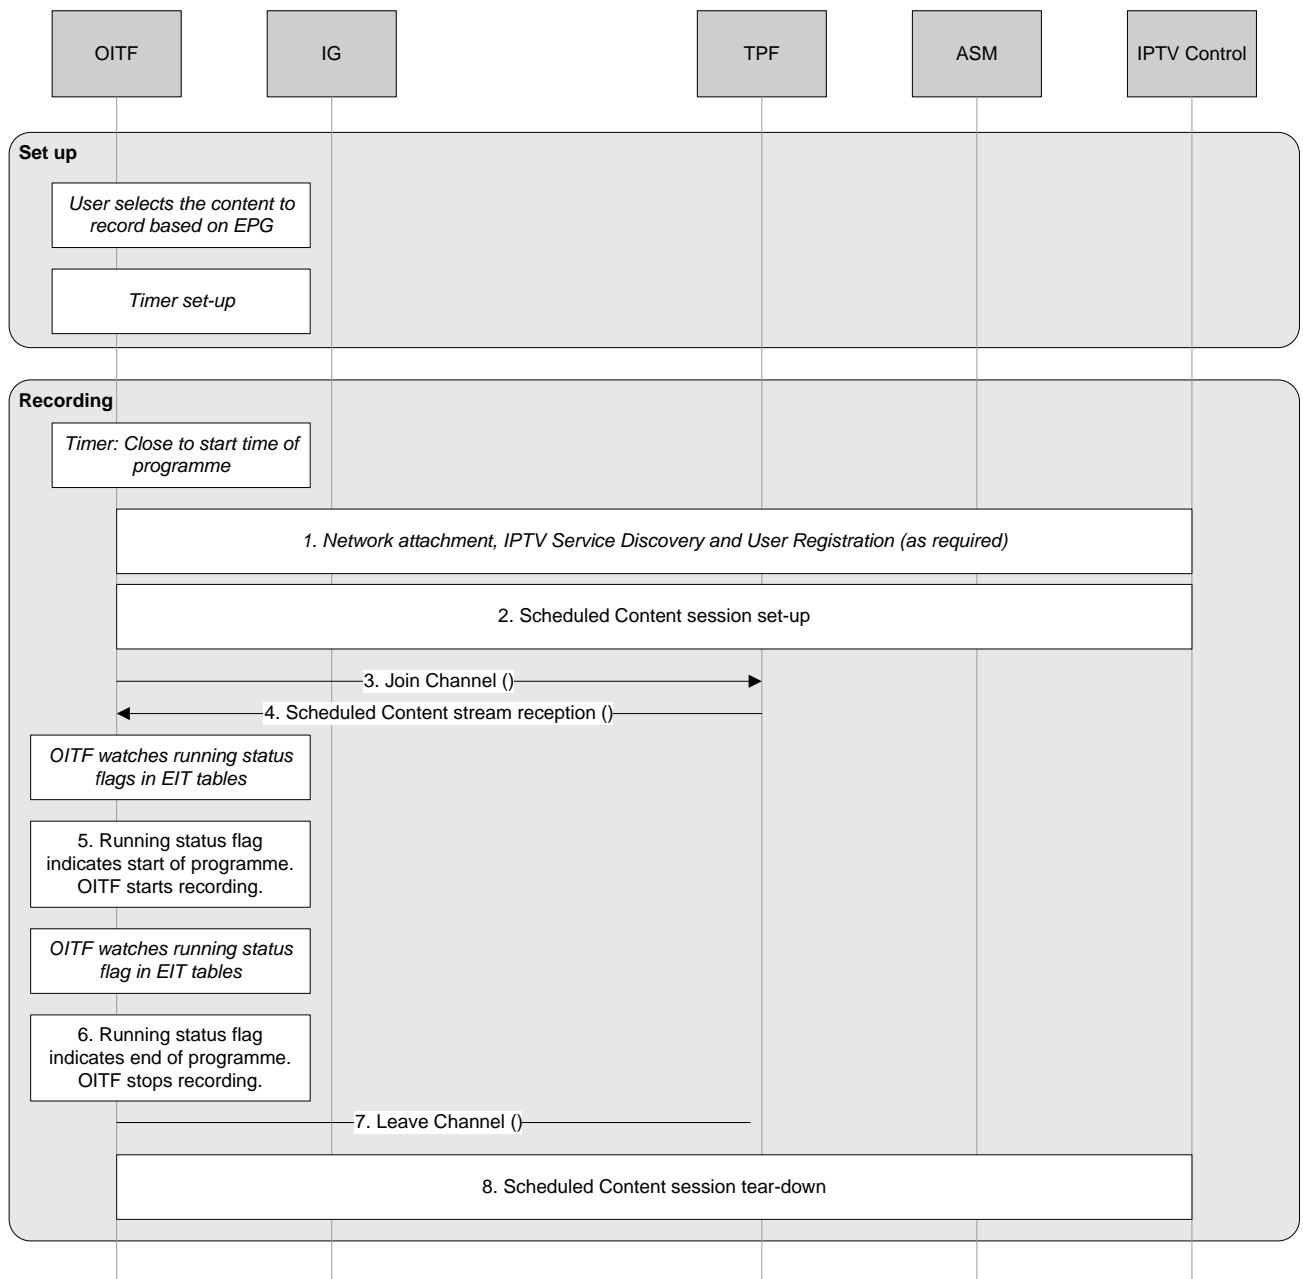 OITF
IG
TPF
ASM
IPTV Control
Set up
User selects the content to
record based on EPG
Timer set-up
Recording
Timer: Close to start time of
programme
1. Network attachment, IPTV Service Discovery and User Registration (as required)
2. Scheduled Content session set-up
3. Join Channel ()
4. Scheduled Content stream reception ()
OITF watches running status
flags in EIT tables
5. Running status flag
indicates start of programme.
OITF starts recording.
OITF watches running status
flag in EIT tables
6. Running status flag
indicates end of programme.
OITF stops recording.
7. Leave Channel ()
8. Scheduled Content session tear-down